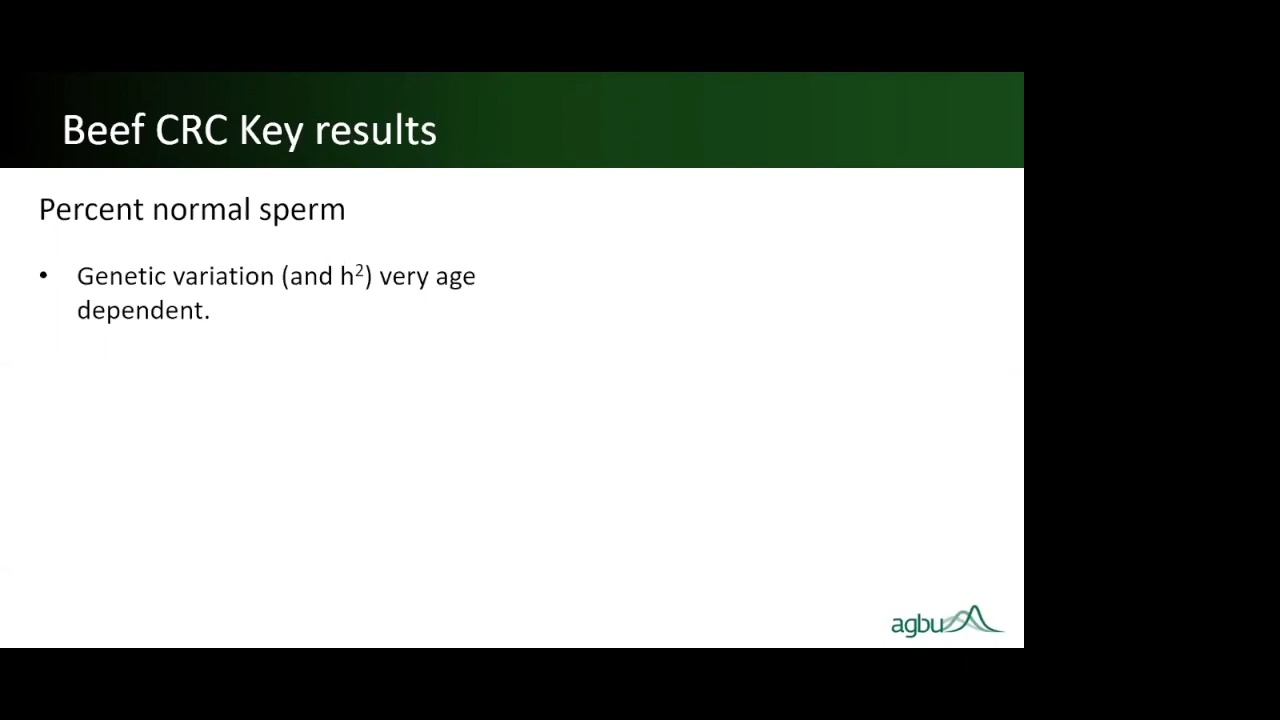 Beef CRC Key results
Percent normal sperm
• Genetic variation (and h²) very age
dependent.
agbu